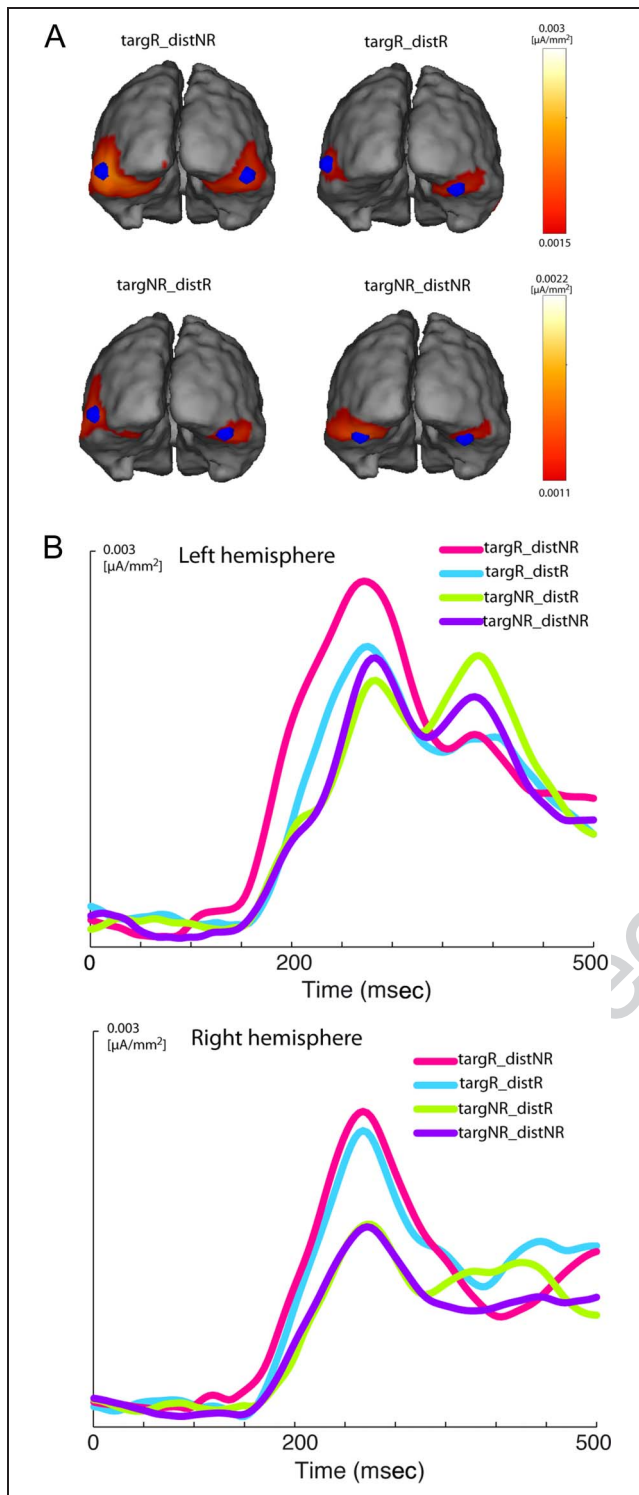 A
targR_distNR
targR_distR
0.003
[µA/mm²]
0.0015
targNR_distR
targNR_distNR
0.0022
[µA/mm²]
0.0011
B
0.003
[µA/mm²]
Left hemisphere
targR_distNR
targR_distR
targNR_distR
targNR_distNR
0
200
500
Time (msec)
0.003
[µA/mm²]
Right hemisphere
targR_distNR
targR_distR
targNR_distR
targNR_distNR
0
200
500
Time (msec)